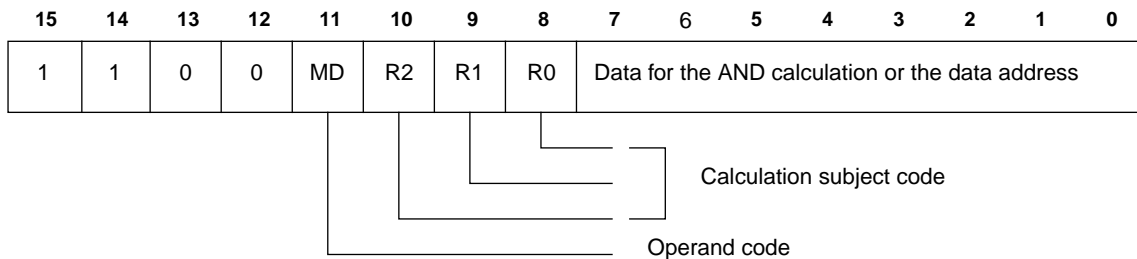 15 14 13 12 11 10 9 8 7 6 5 4 3 2 1 0
1 1 0 0 MD R2 R1 R0 Data for the AND calculation or the data address
Calculation subject code
Operand code